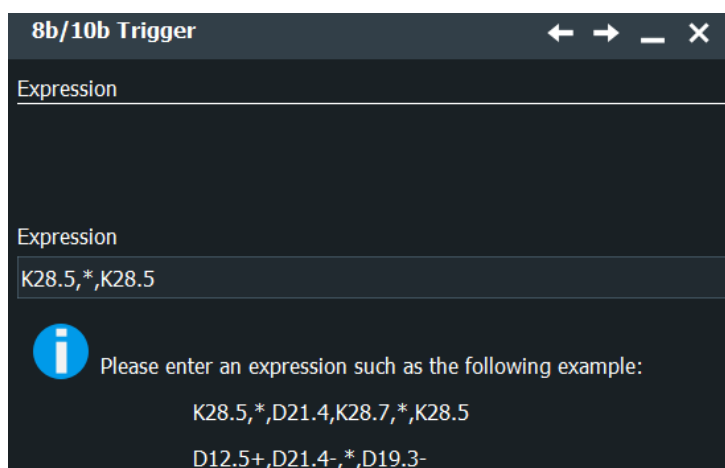 8b/10b Trigger
Expression
Expression
K28.5,*,K28.5
Please enter an expression such as the following example:
K28.5,*,D21.4,K28.7,*,K28.5
D12.5+,D21.4-,*,D19.3-